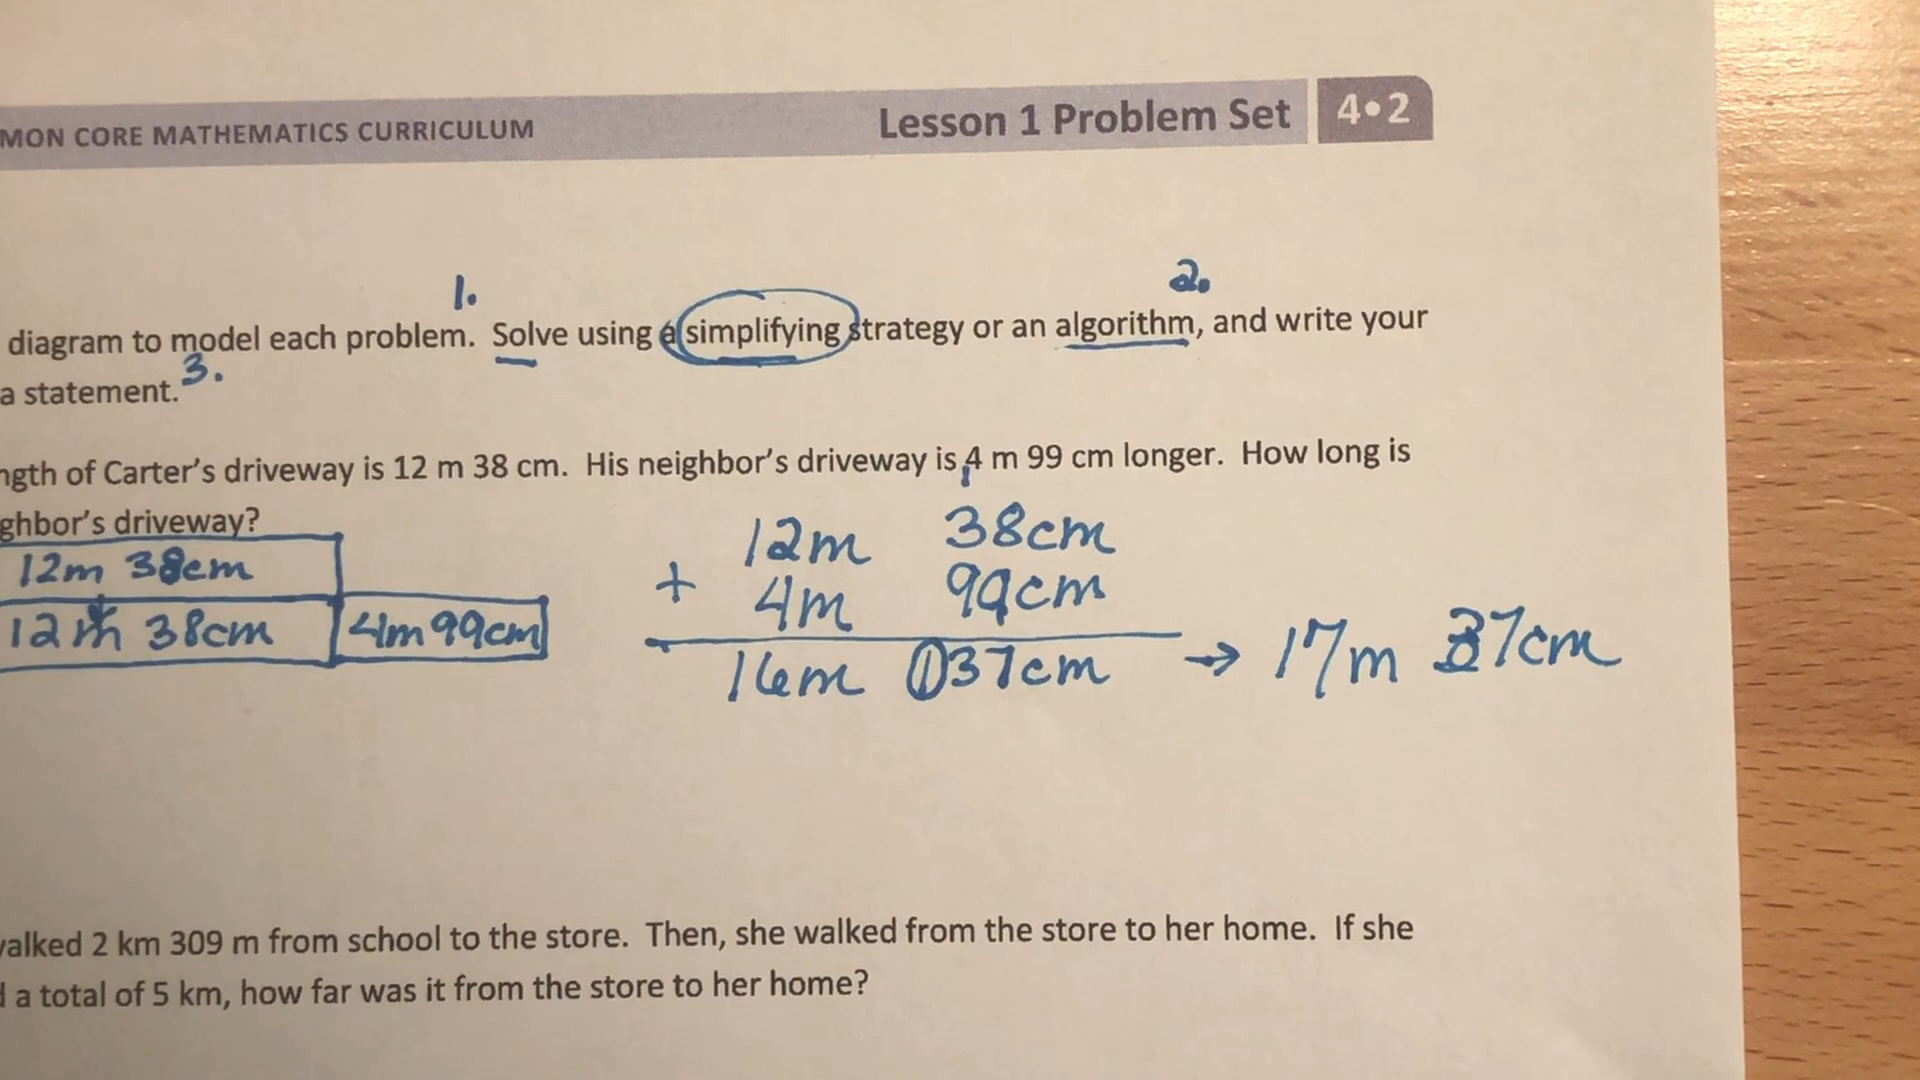 MON CORE MATHEMATICS CURRICULUM Lesson 1 Problem Set 4•2
1. 2.
diagram to model each problem. Solve using a simplifying strategy or an algorithm, and write your
a statement. 3.
ngth of Carter's driveway is 12 m 38 cm. His neighbor's driveway is 4 m 99 cm longer. How long is
ghbor's driveway?
12m 38cm
12m 38cm 4m 99cm
12m 38cm
+ 4m 99cm
16m 137cm → 17m 37cm
alked 2 km 309 m from school to the store. Then, she walked from the store to her home. If she
a total of 5 km, how far was it from the store to her home?